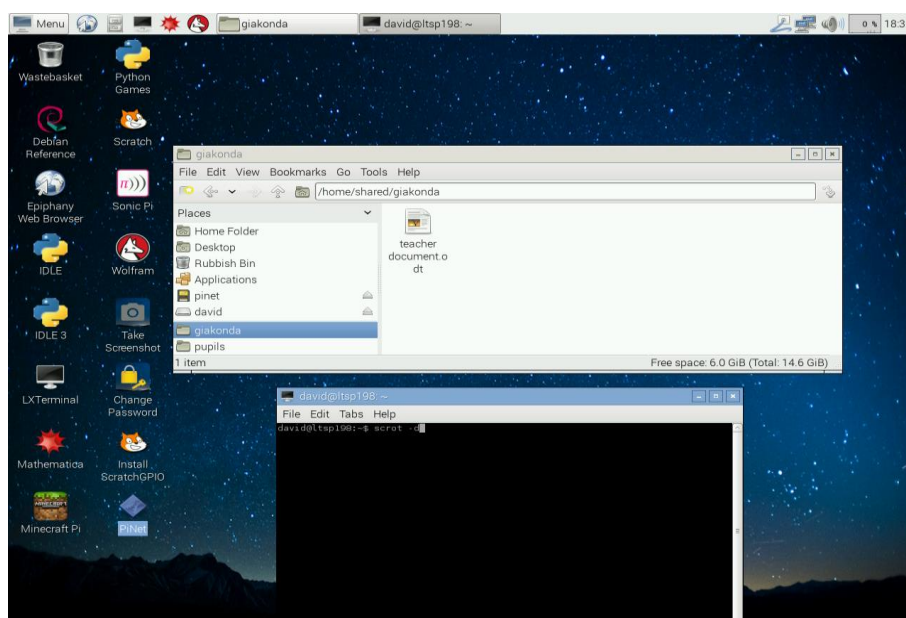 Menu
giakonda
david@ltsp198: ~
0 %
18:3
Wastebasket
Python
Games
Debian
Reference
Scratch
Epiphany
Web Browser
Sonic Pi
IDLE
Wolfram
IDLE 3
Take
Screenshot
LXTerminal
Change
Password
Mathematica
Install
ScratchGPIO
Minecraft Pi
PiNet
giakonda
File Edit View Bookmarks Go Tools Help
/home/shared/giakonda
Places
Home Folder
Desktop
Rubbish Bin
Applications
pinet
david
giakonda
pupils
teacher
document.o
dt
1 item
Free space: 6.0 GiB (Total: 14.6 GiB)
david@ltsp198: ~
File Edit Tabs Help
david@ltsp198:~$ scrot -d